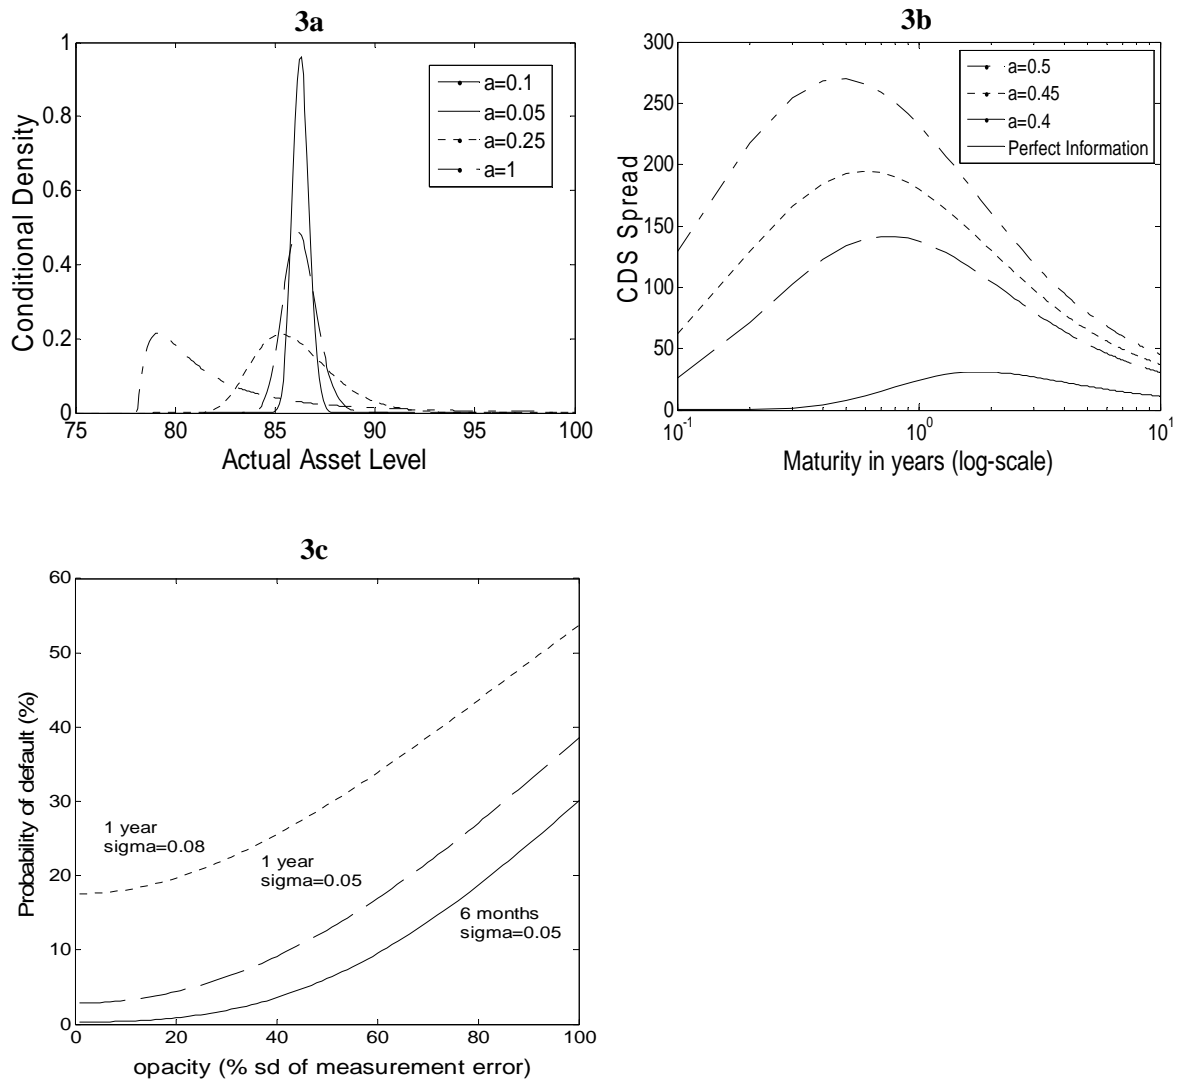 3a
1
0.8
0.6
0.4
0.2
0
75
80
85
90
95
100
Conditional Density
Actual Asset Level
a=0.1
a=0.05
a=0.25
a=1
3b
300
250
200
150
100
50
0
10-1
100
101
CDS Spread
Maturity in years (log-scale)
a=0.5
a=0.45
a=0.4
Perfect Information
3c
60
50
40
30
20
10
0
0
20
40
60
80
100
Probability of default (%)
opacity (% sd of measurement error)
1 year
sigma=0.08
1 year
sigma=0.05
6 months
sigma=0.05